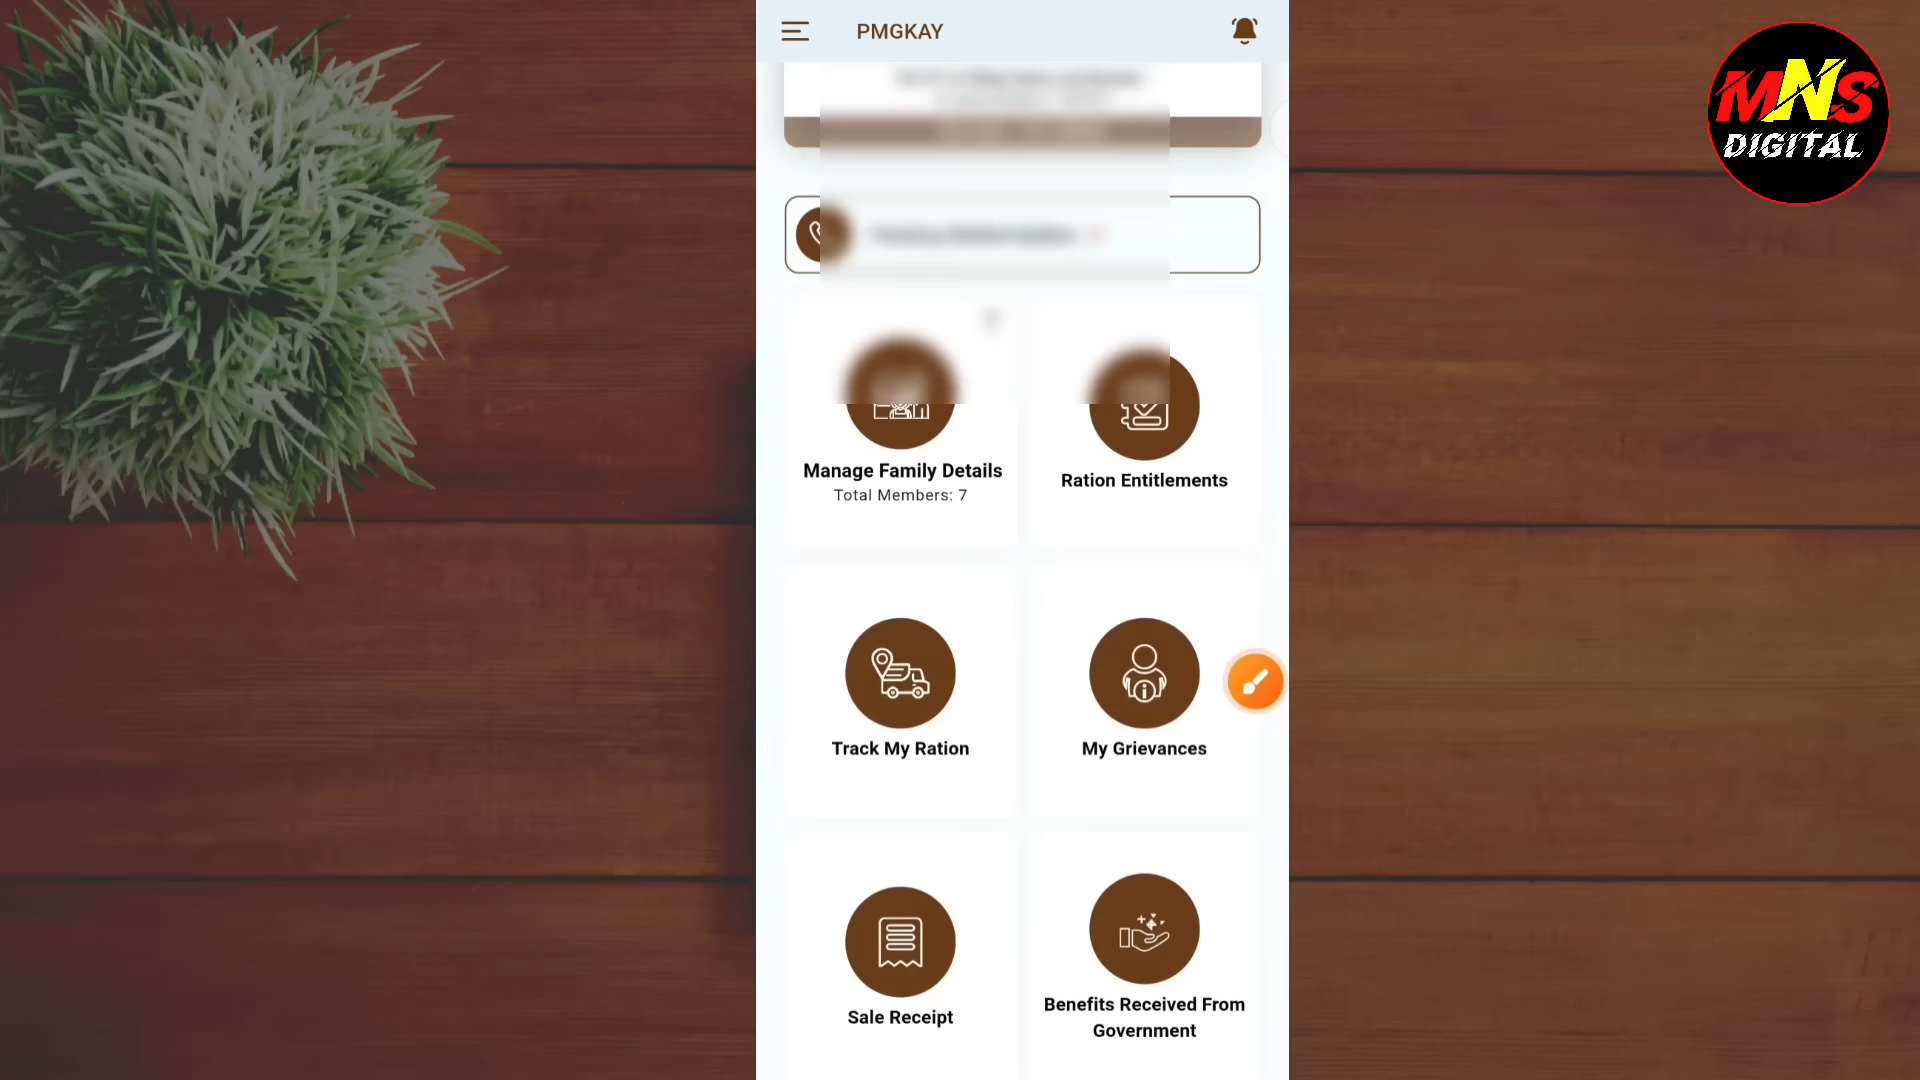 PMGKAY
MNS
DIGITAL
Manage Family Details
Total Members: 7
Ration Entitlements
Track My Ration
My Grievances
Sale Receipt
Benefits Received From
Government